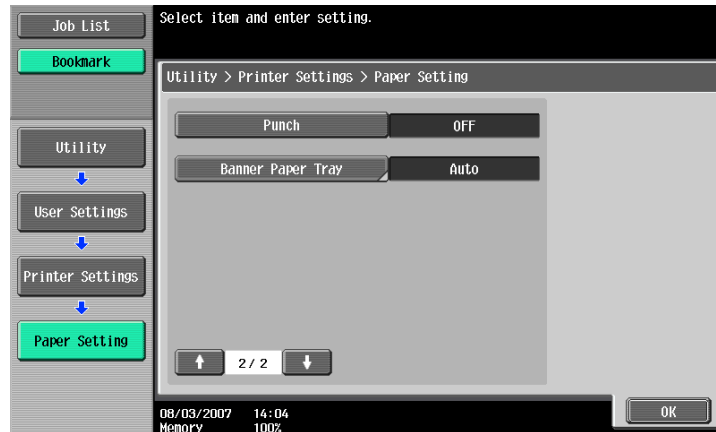 Job List
Bookmark
Utility
User Settings
Printer Settings
Paper Setting
Select item and enter setting.
Utility > Printer Settings > Paper Setting
Punch OFF
Banner Paper Tray Auto
2/ 2
08/03/2007 14:04
Memory 100%
OK